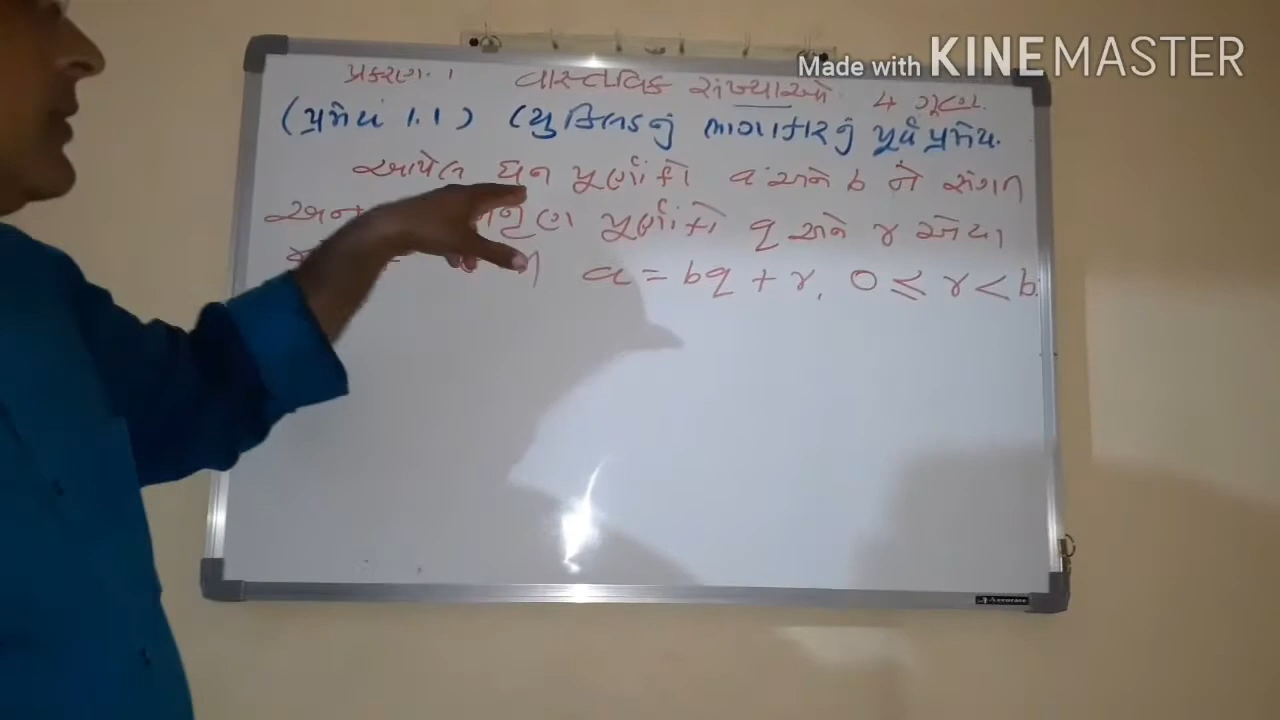 Made with KINEMASTER
પ્રકરણ. 1 વાસ્તવિક સંખ્યાઓ. 4 ગુણ.
(પ્રમેય 1.1) (યુક્લિડનું ભાગાકારનું પૂર્વ પ્રમેય.
આપેલ ધન પૂર્ણાંકો a અને b ને સંગત
પૂર્ણાંકો q અને r એવા
a = bq + r, 0 ≤ r < b.